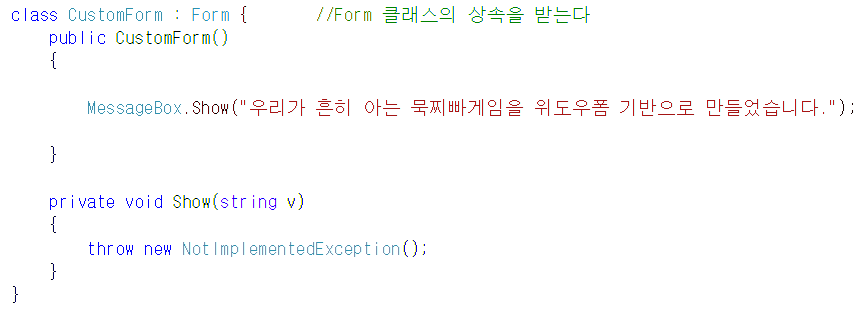 class CustomForm : Form {       //Form 클래스의 상속을 받는다
    public CustomForm()
    {
        MessageBox.Show("우리가 흔히 아는 묵찌빠게임을 위도우폼 기반으로 만들었습니다.");
    }
    private void Show(string v)
    {
        throw new NotImplementedException();
    }
}